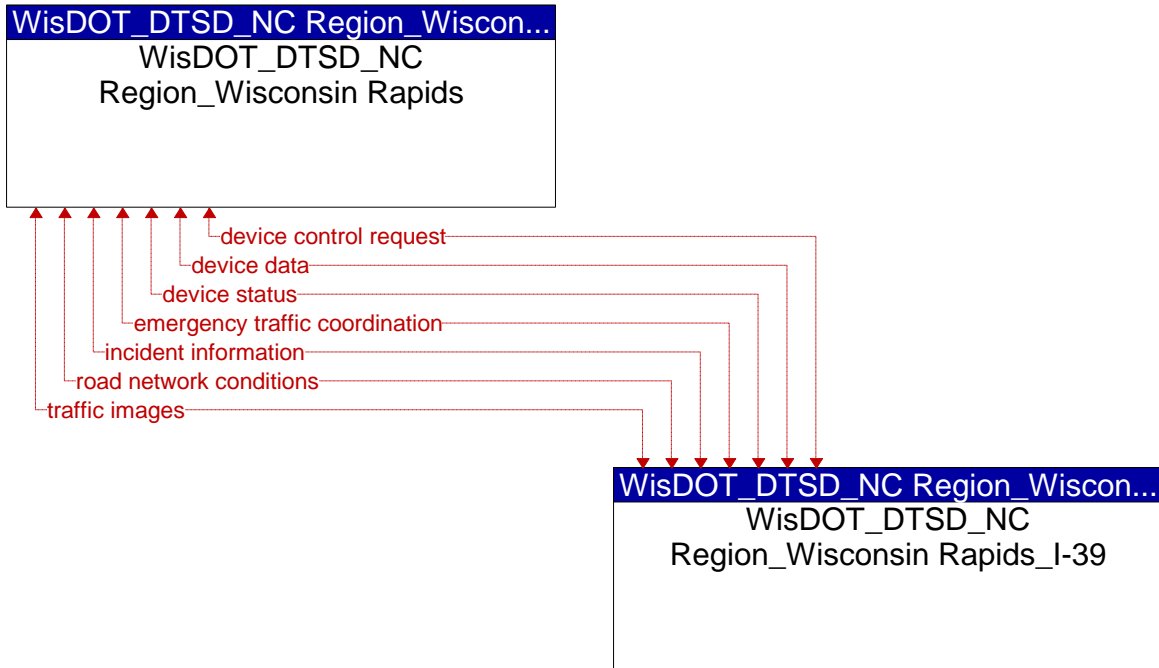 WisDOT_DTSD_NC Region_Wiscon...
WisDOT_DTSD_NC
Region_Wisconsin Rapids
device control request
device data
device status
emergency traffic coordination
incident information
road network conditions
traffic images
WisDOT_DTSD_NC Region_Wiscon...
WisDOT_DTSD_NC
Region_Wisconsin Rapids_I-39